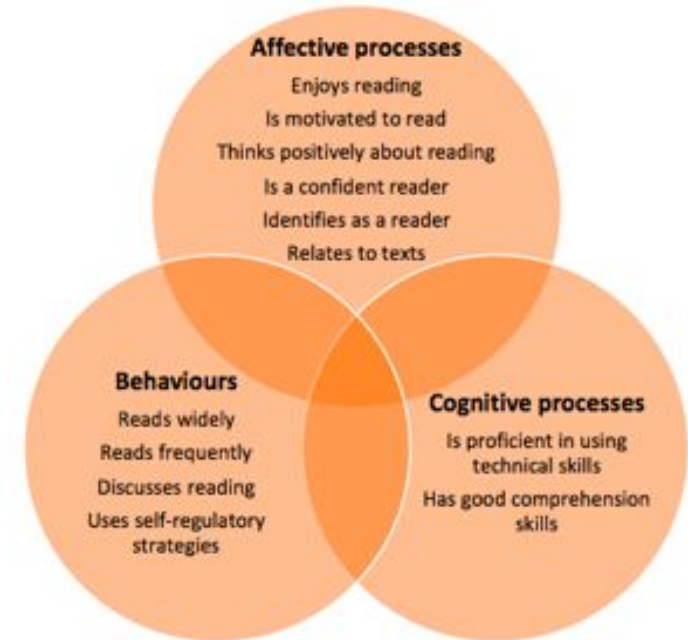 Affective processes
Enjoys reading
Is motivated to read
Thinks positively about reading
Is a confident reader
Identifies as a reader
Relates to texts
Behaviours
Reads widely
Reads frequently
Discusses reading
Uses self-regulatory
strategies
Cognitive processes
Is proficient in using
technical skills
Has good comprehension
skills